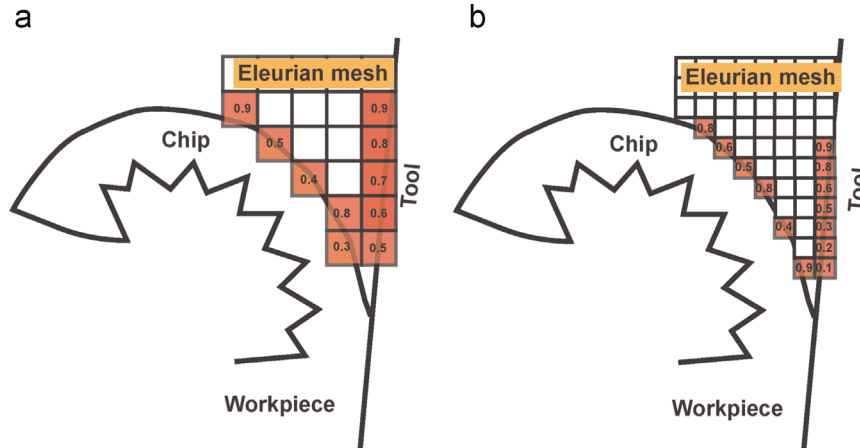 a
Eleurian mesh
0.9 0.9
Chip
0.5 0.8
0.4 0.7
Tool
0.8 0.6
0.3 0.5
Workpiece
b
Eleurian mesh
0.8
0.6 0.9
Chip
0.5 0.8
0.8 0.6
Tool
0.5
0.4 0.3
0.2
0.9 0.1
Workpiece